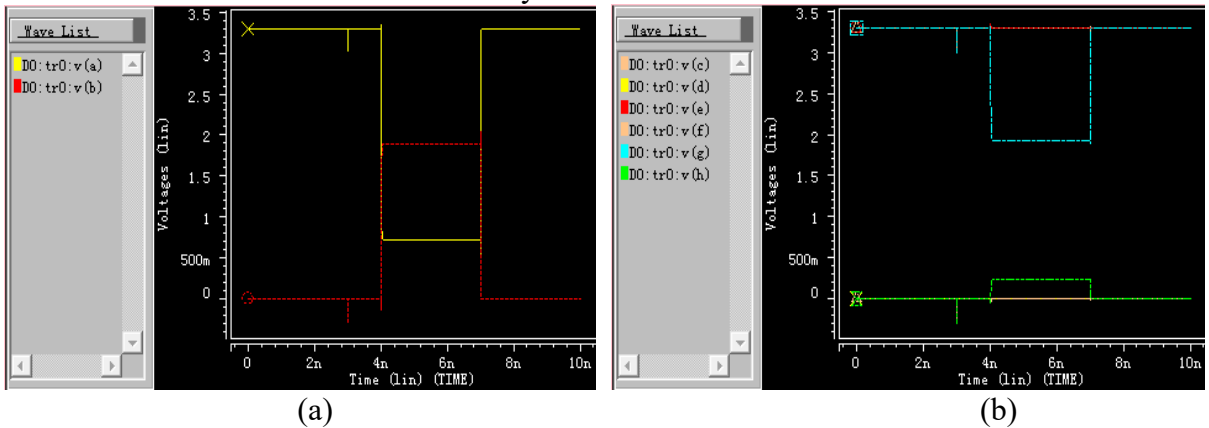 Wave List
D0:tr0:v(a)
D0:tr0:v(b)
Voltages (lin)
3.5
3
2.5
2
1.5
1
500m
0
0
2n
4n
6n
8n
10n
Time (lin) (TIME)
(a)
Wave List
D0:tr0:v(c)
D0:tr0:v(d)
D0:tr0:v(e)
D0:tr0:v(f)
D0:tr0:v(g)
D0:tr0:v(h)
Voltages (lin)
3.5
3
2.5
2
1.5
1
500m
0
0
2n
4n
6n
8n
10n
Time (lin) (TIME)
(b)